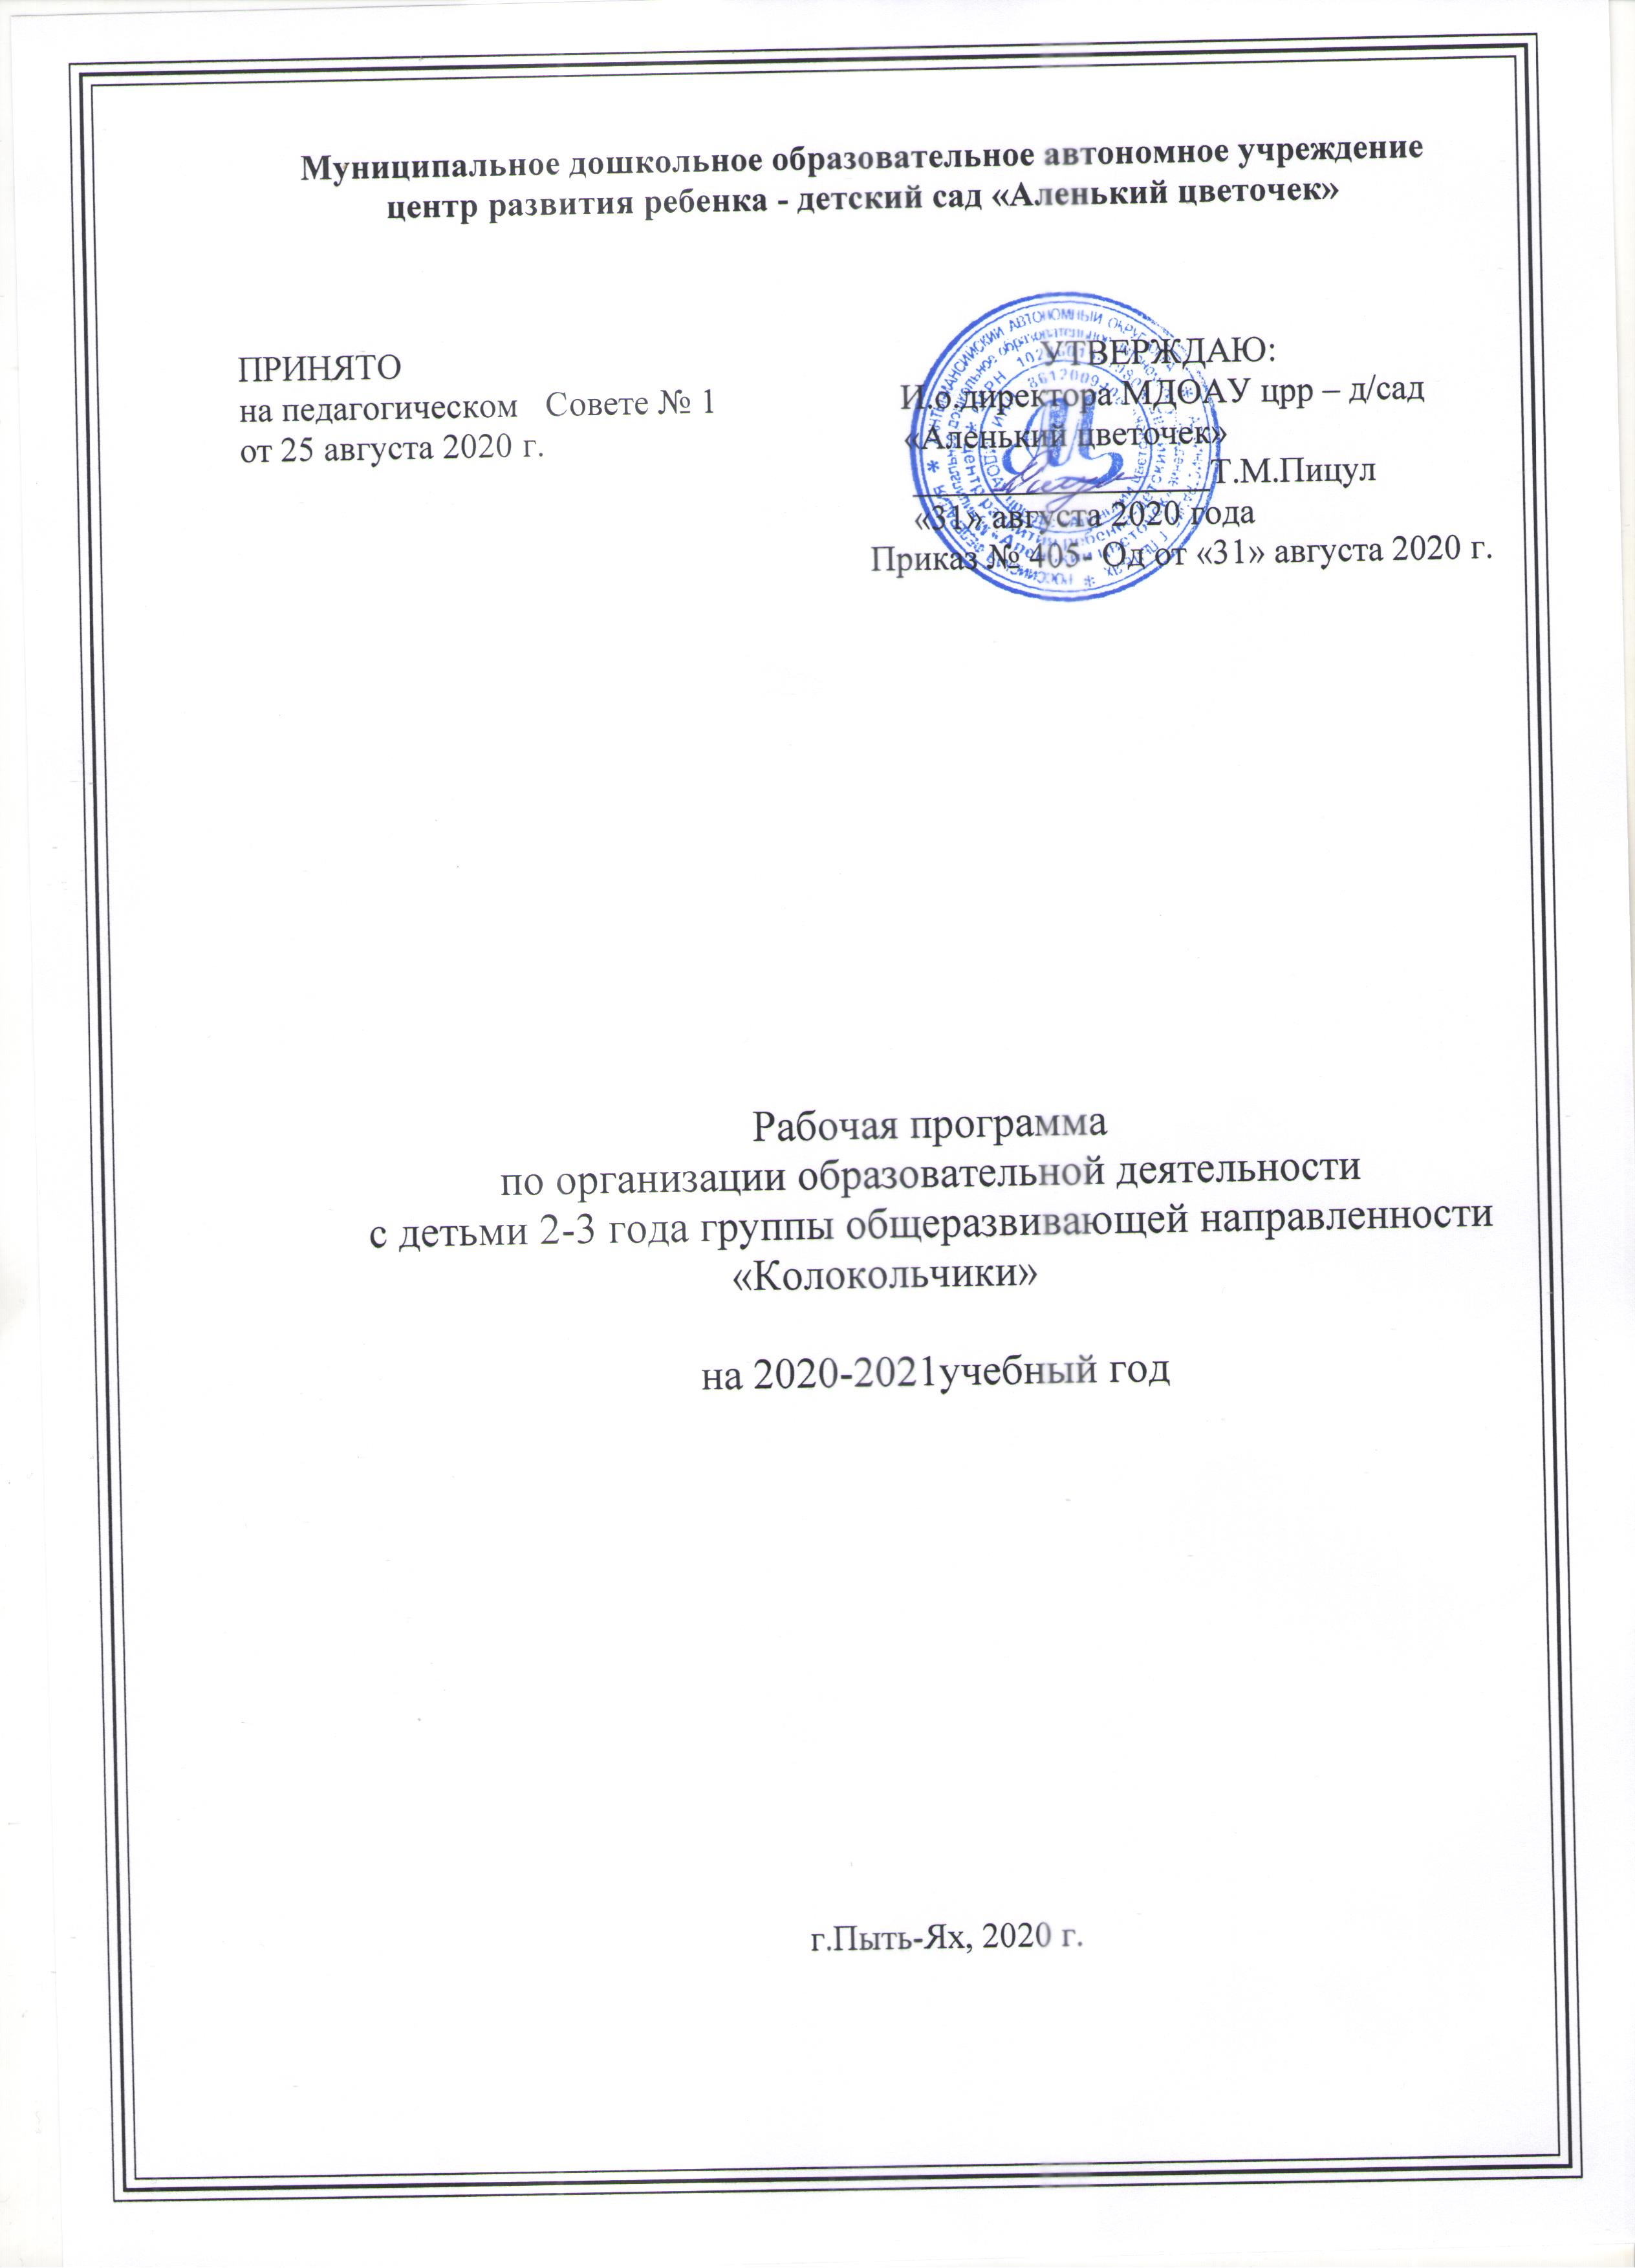 Муниципальное дошкольное образовательное автономное учреждение
центр развития ребенка - детский сад «Аленький цветочек»
ПРИНЯТО
на педагогическом Совете № 1
от 25 августа 2020 г.
УТВЕРЖДАЮ:
И.о.директора МДОАУ црр – д/сад
«Аленький цветочек»
Т.М.Пицул
«31» августа 2020 года
Приказ № 405- Од от «31» августа 2020 г.
АВТОНОМНЫЙ ОКРУГ
Рабочая программа
по организации образовательной деятельности
с детьми 2-3 года группы общеразвивающей направленности
«Колокольчики»
на 2020-2021учебный год
г.Пыть-Ях, 2020 г.